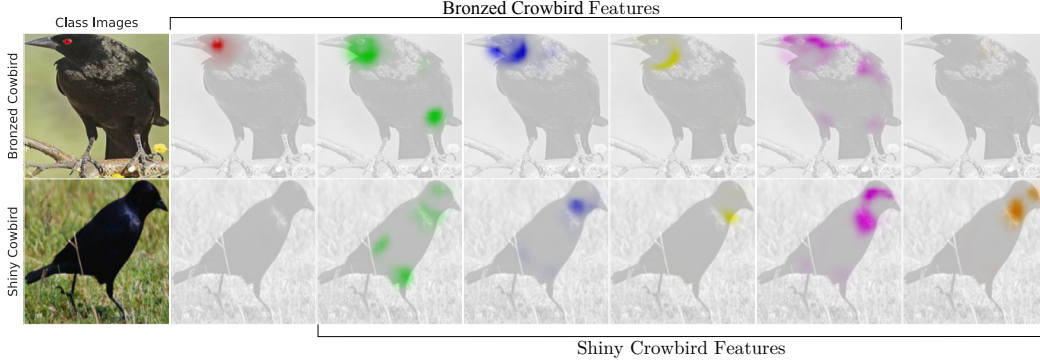 Bronzed Crowbird Features
Class Images
Bronzed Cowbird
Shiny Cowbird
Shiny Crowbird Features